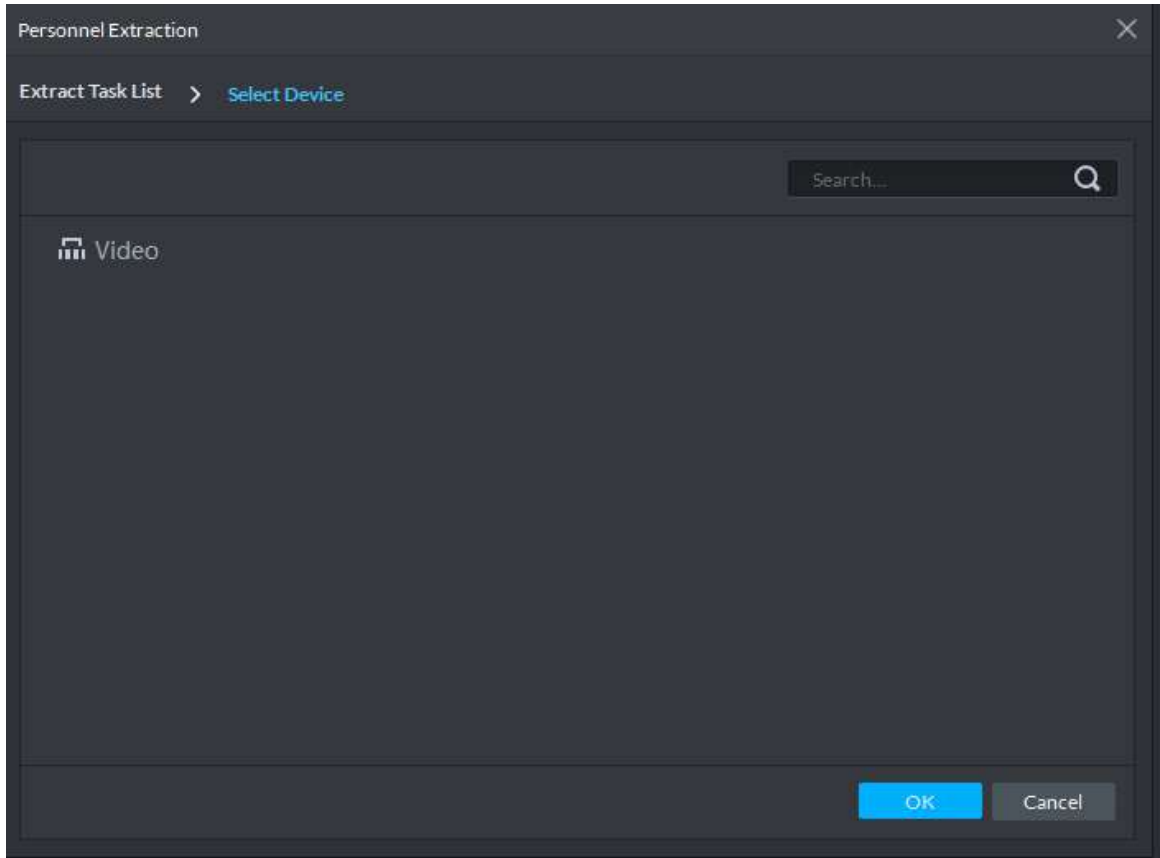 Personnel Extraction
Extract Task List > Select Device
Search...
Video
OK Cancel